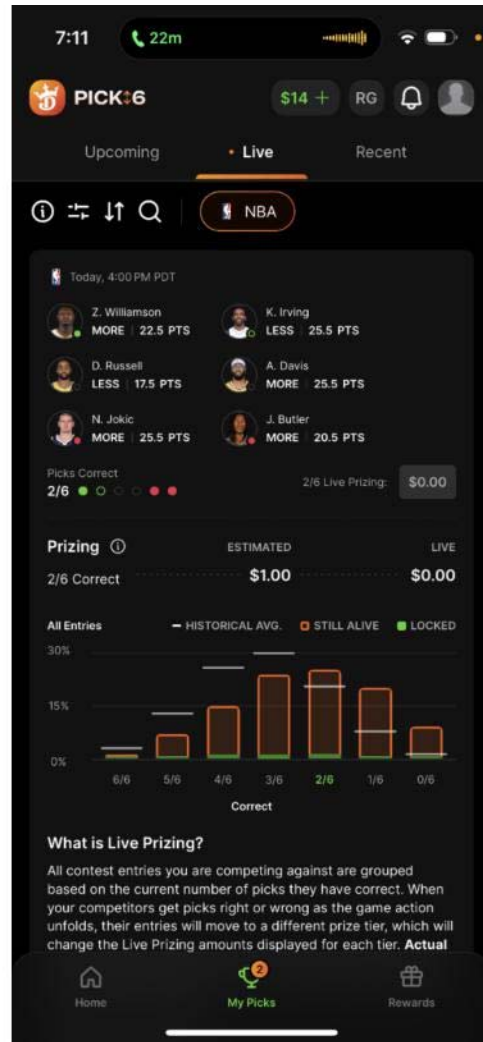 7:11 22m
PICK6 $14 + RG
Upcoming • Live Recent
NBA
Today, 4:00 PM PDT
Z. Williamson K. Irving
MORE | 22.5 PTS LESS | 25.5 PTS
D. Russell A. Davis
LESS | 17.5 PTS MORE | 25.5 PTS
N. Jokic J. Butler
MORE | 25.5 PTS MORE | 20.5 PTS
Picks Correct
2/6 2/6 Live Prizing: $0.00
Prizing ESTIMATED LIVE
2/6 Correct $1.00 $0.00
All Entries HISTORICAL AVG. STILL ALIVE LOCKED
30%
15%
0%
6/6 5/6 4/6 3/6 2/6 1/6 0/6
Correct
What is Live Prizing?
All contest entries you are competing against are grouped
based on the current number of picks they have correct. When
your competitors get picks right or wrong as the game action
unfolds, their entries will move to a different prize tier, which will
change the Live Prizing amounts displayed for each tier. Actual
2
Home My Picks Rewards